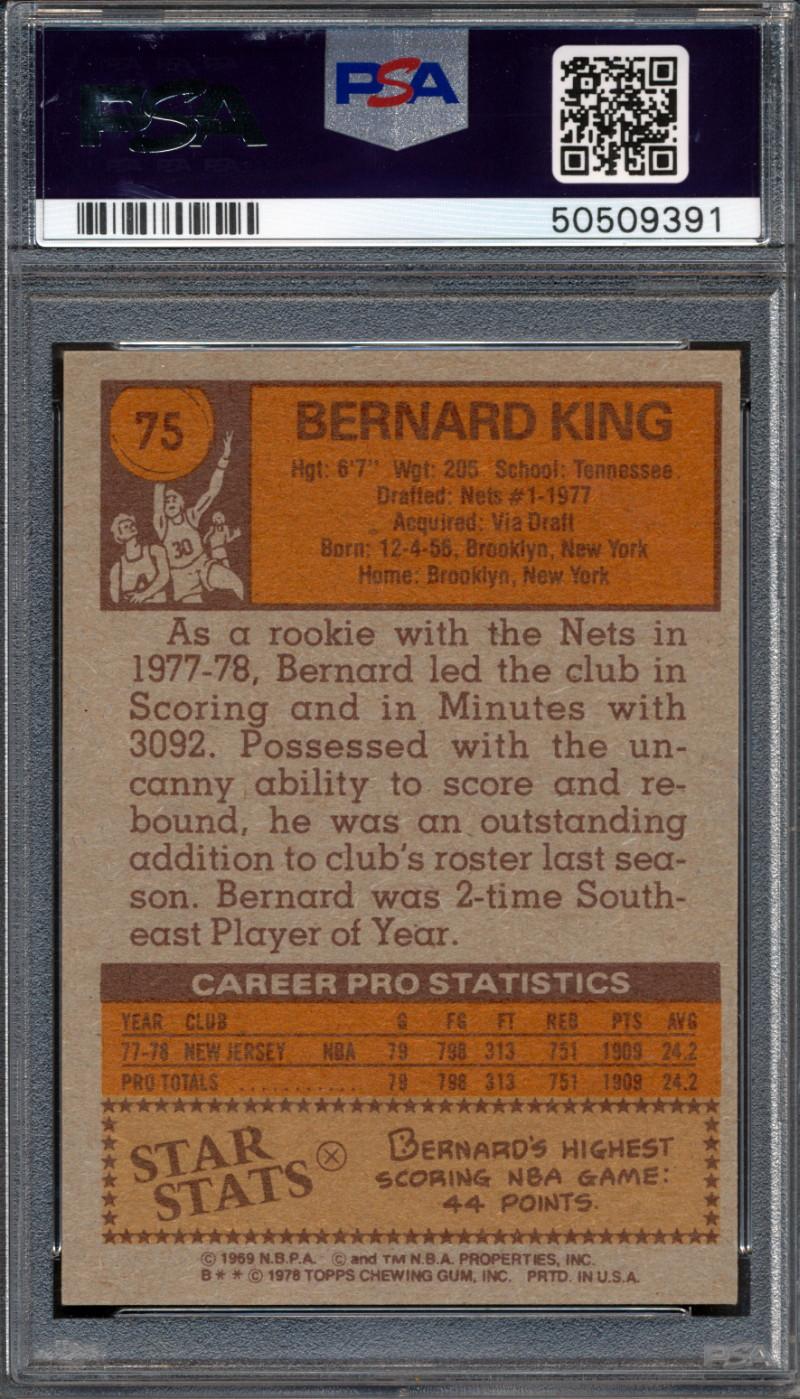 PSA
PSA
50509391
75
BERNARD KING
Hgt: 6'7" Wgt: 205 School: Tennessee
Drafted: Nets #1-1977
Acquired: Via Draft
Born: 12-4-56, Brooklyn, New York
Home: Brooklyn, New York
30
As a rookie with the Nets in
1977-78, Bernard led the club in
Scoring and in Minutes with
3092. Possessed with the un-
canny ability to score and re-
bound, he was an outstanding
addition to club's roster last sea-
son. Bernard was 2-time South-
east Player of Year.
CAREER PRO STATISTICS
YEAR CLUB G FG FT REB PTS AVG
77-78 NEW JERSEY NBA 79 798 313 751 1909 24.2
PRO TOTALS ............ 79 798 313 751 1909 24.2
STAR
STATS
BERNARD'S HIGHEST
SCORING NBA GAME:
44 POINTS.
© 1969 N.B.P.A. © and TM N.B.A. PROPERTIES, INC.
B * * © 1978 TOPPS CHEWING GUM, INC. PRTD. IN U.S.A.
PSA